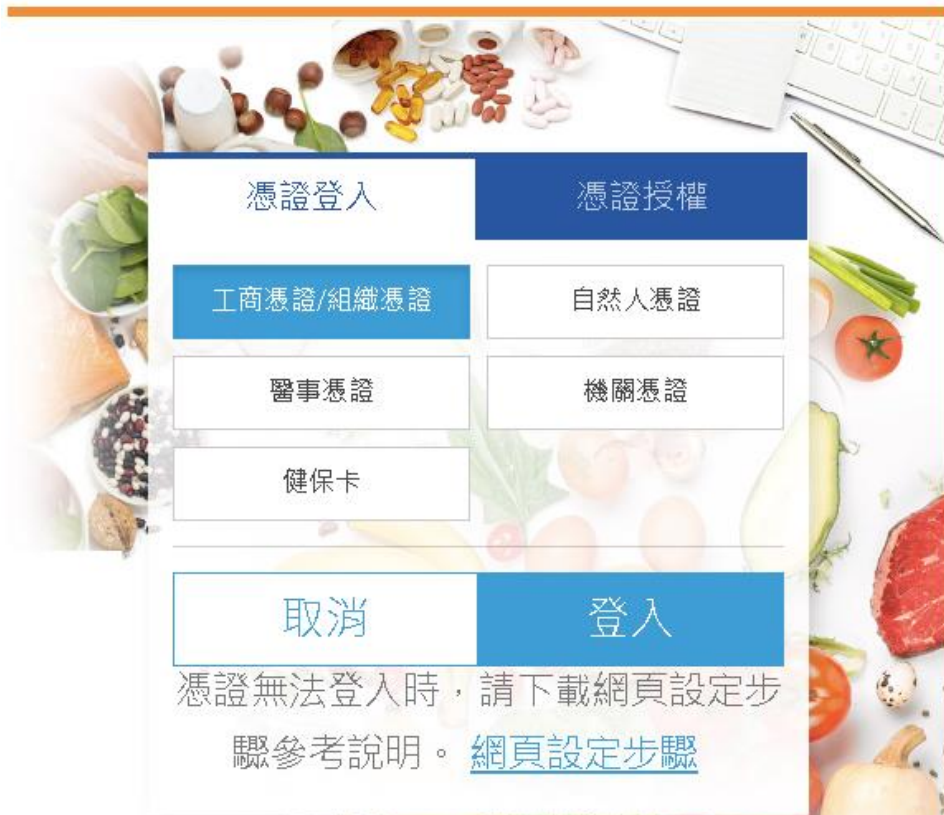 憑證登入
憑證授權
工商憑證/組織憑證
自然人憑證
醫事憑證
機關憑證
健保卡
取消
登入
憑證無法登入時，請下載網頁設定步
驟參考說明。 網頁設定步驟